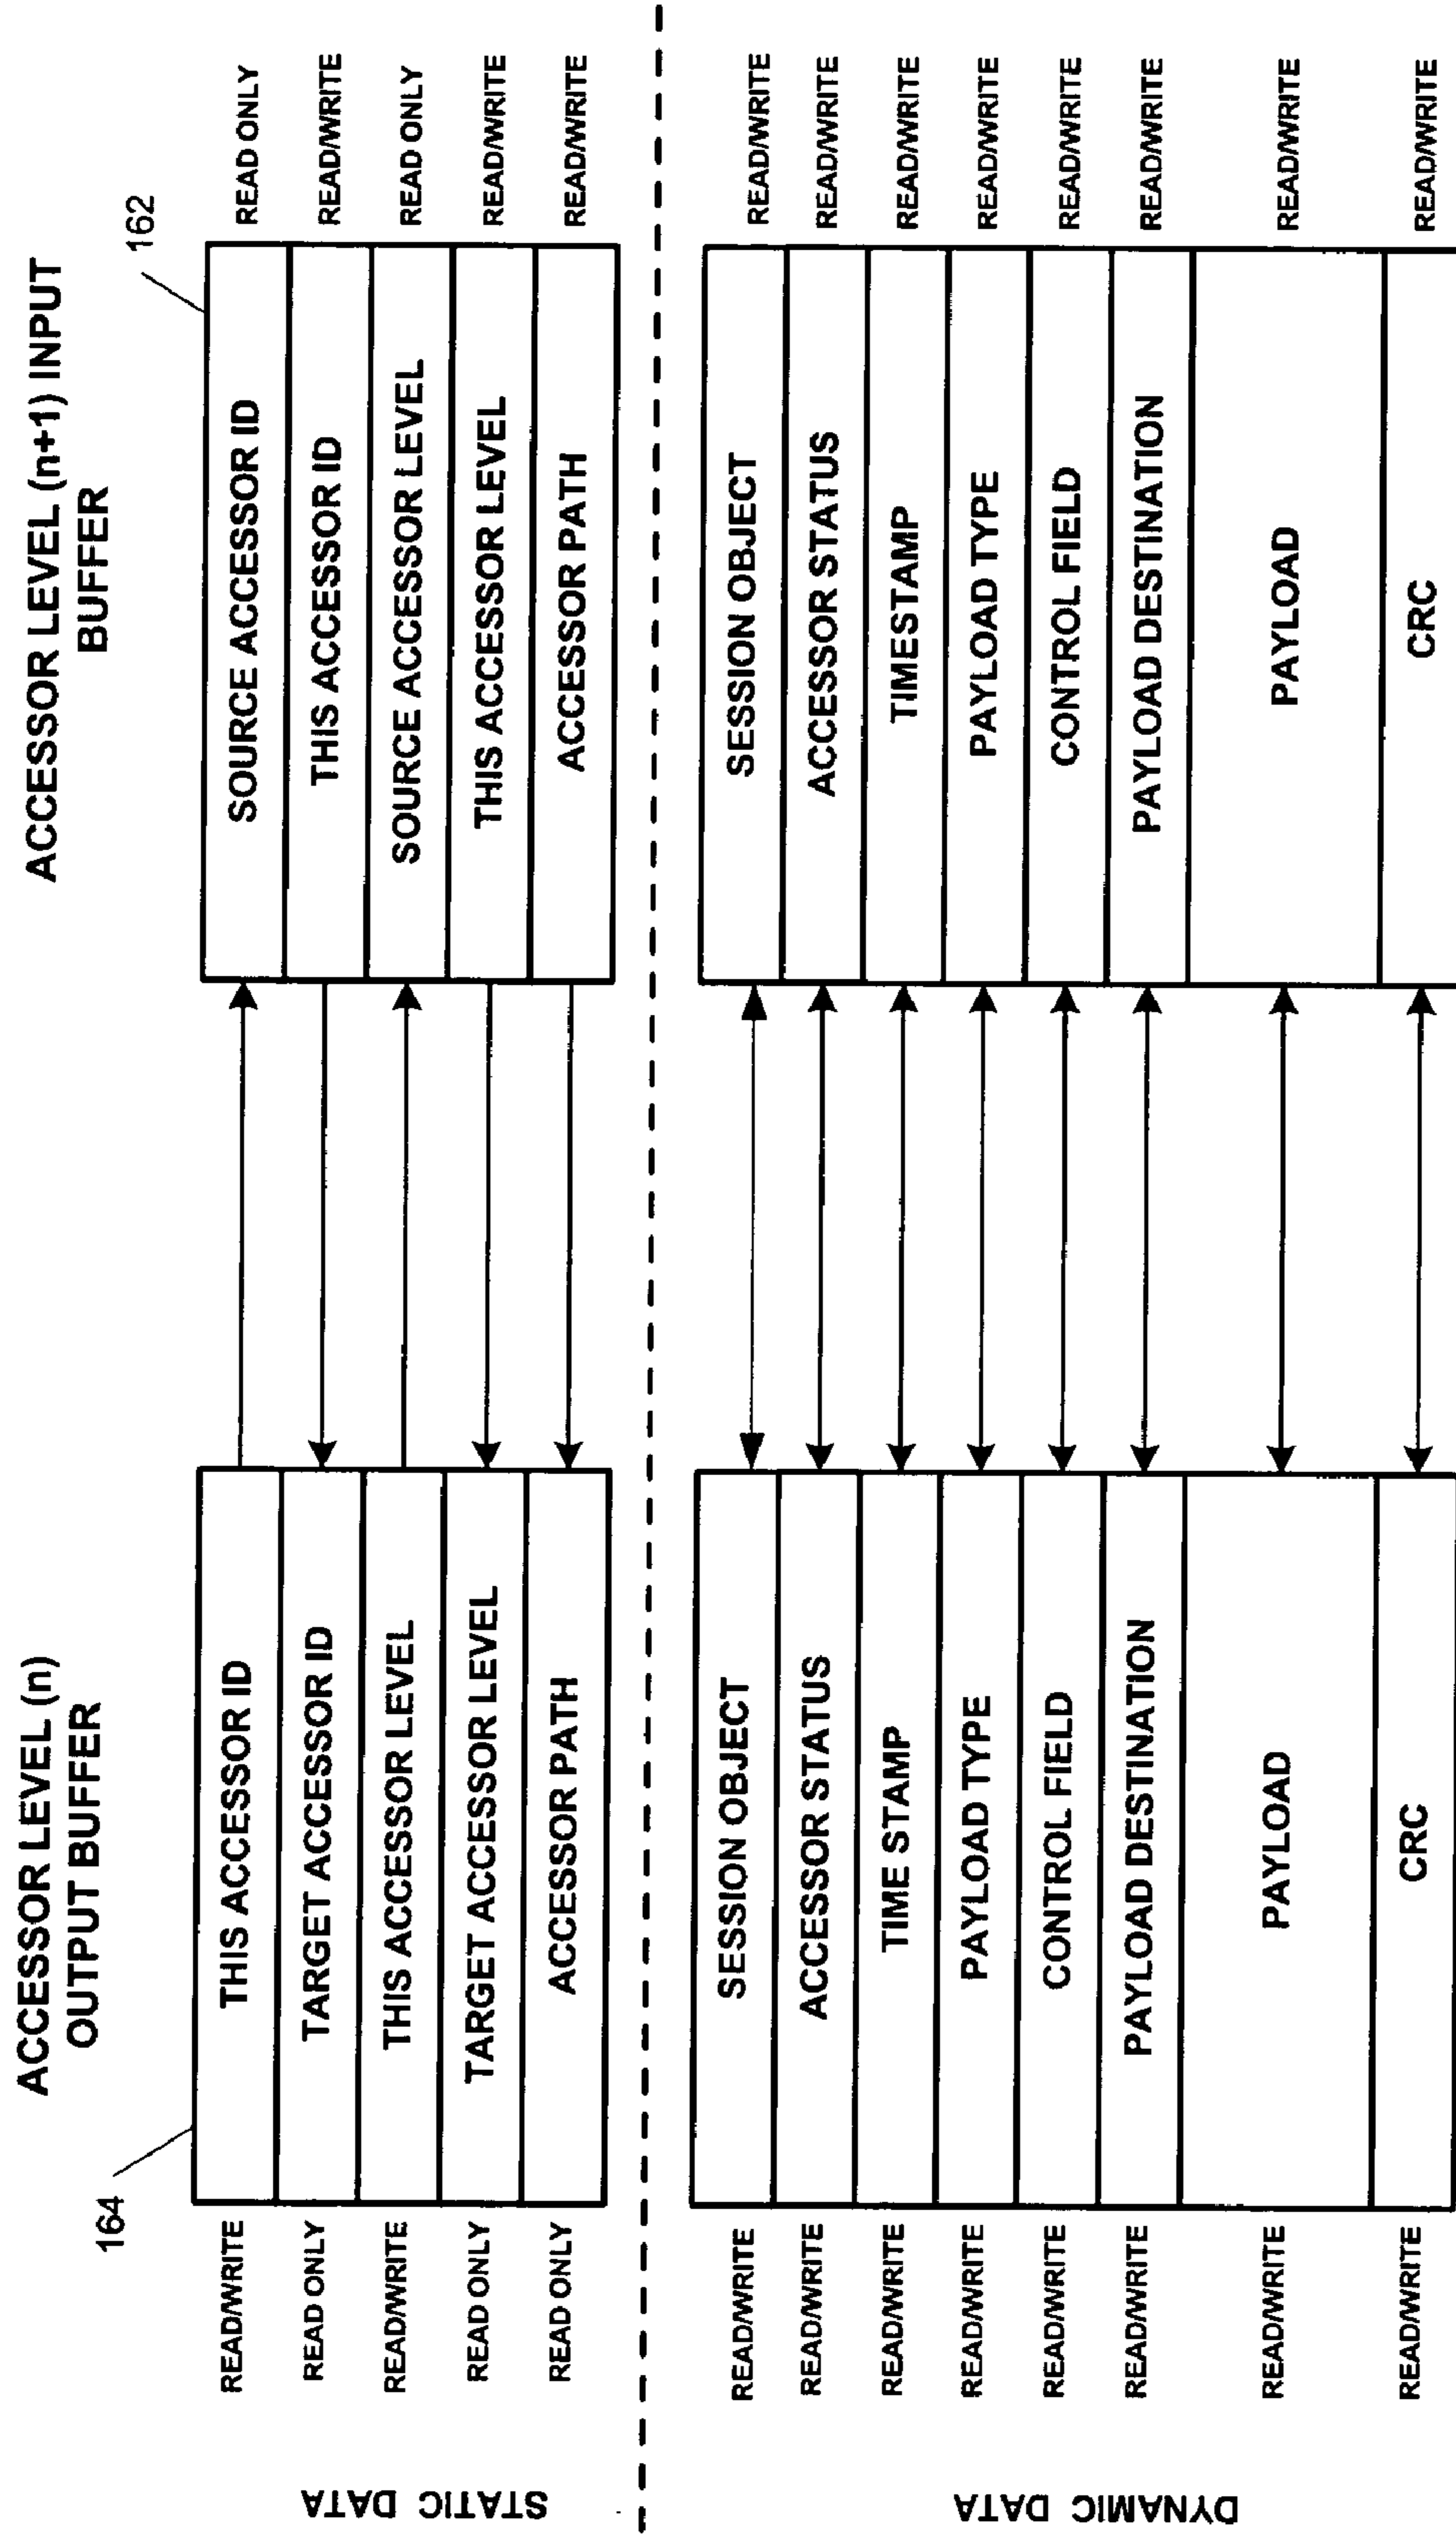 ACCESSOR LEVEL (n)
OUTPUT BUFFER
ACCESSOR LEVEL (n+1) INPUT
BUFFER
164
162
STATIC DATA
READ/WRITE THIS ACCESSOR ID SOURCE ACCESSOR ID READ ONLY
READ ONLY TARGET ACCESSOR ID THIS ACCESSOR ID READ/WRITE
READ/WRITE THIS ACCESSOR LEVEL SOURCE ACCESSOR LEVEL READ ONLY
READ ONLY TARGET ACCESSOR LEVEL THIS ACCESSOR LEVEL READ/WRITE
READ ONLY ACCESSOR PATH ACCESSOR PATH READ/WRITE
DYNAMIC DATA
READ/WRITE SESSION OBJECT SESSION OBJECT READ/WRITE
READ/WRITE ACCESSOR STATUS ACCESSOR STATUS READ/WRITE
READ/WRITE TIME STAMP TIMESTAMP READ/WRITE
READ/WRITE PAYLOAD TYPE PAYLOAD TYPE READ/WRITE
READ/WRITE CONTROL FIELD CONTROL FIELD READ/WRITE
READ/WRITE PAYLOAD DESTINATION PAYLOAD DESTINATION READ/WRITE
READ/WRITE PAYLOAD PAYLOAD READ/WRITE
READ/WRITE CRC CRC READ/WRITE